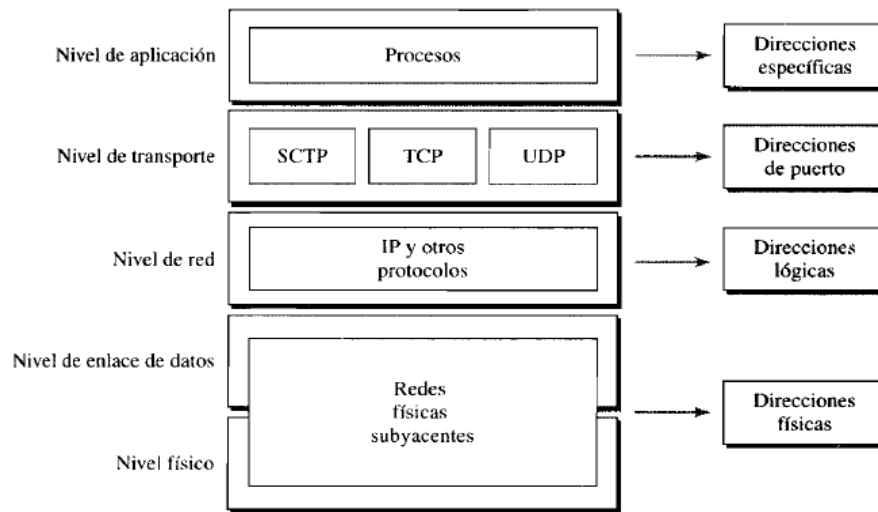 Nivel de aplicación
Procesos
Direcciones
específicas
Nivel de transporte
SCTP
TCP
UDP
Direcciones
de puerto
Nivel de red
IP y otros
protocolos
Direcciones
lógicas
Nivel de enlace de datos
Redes
físicas
subyacentes
Direcciones
físicas
Nivel físico